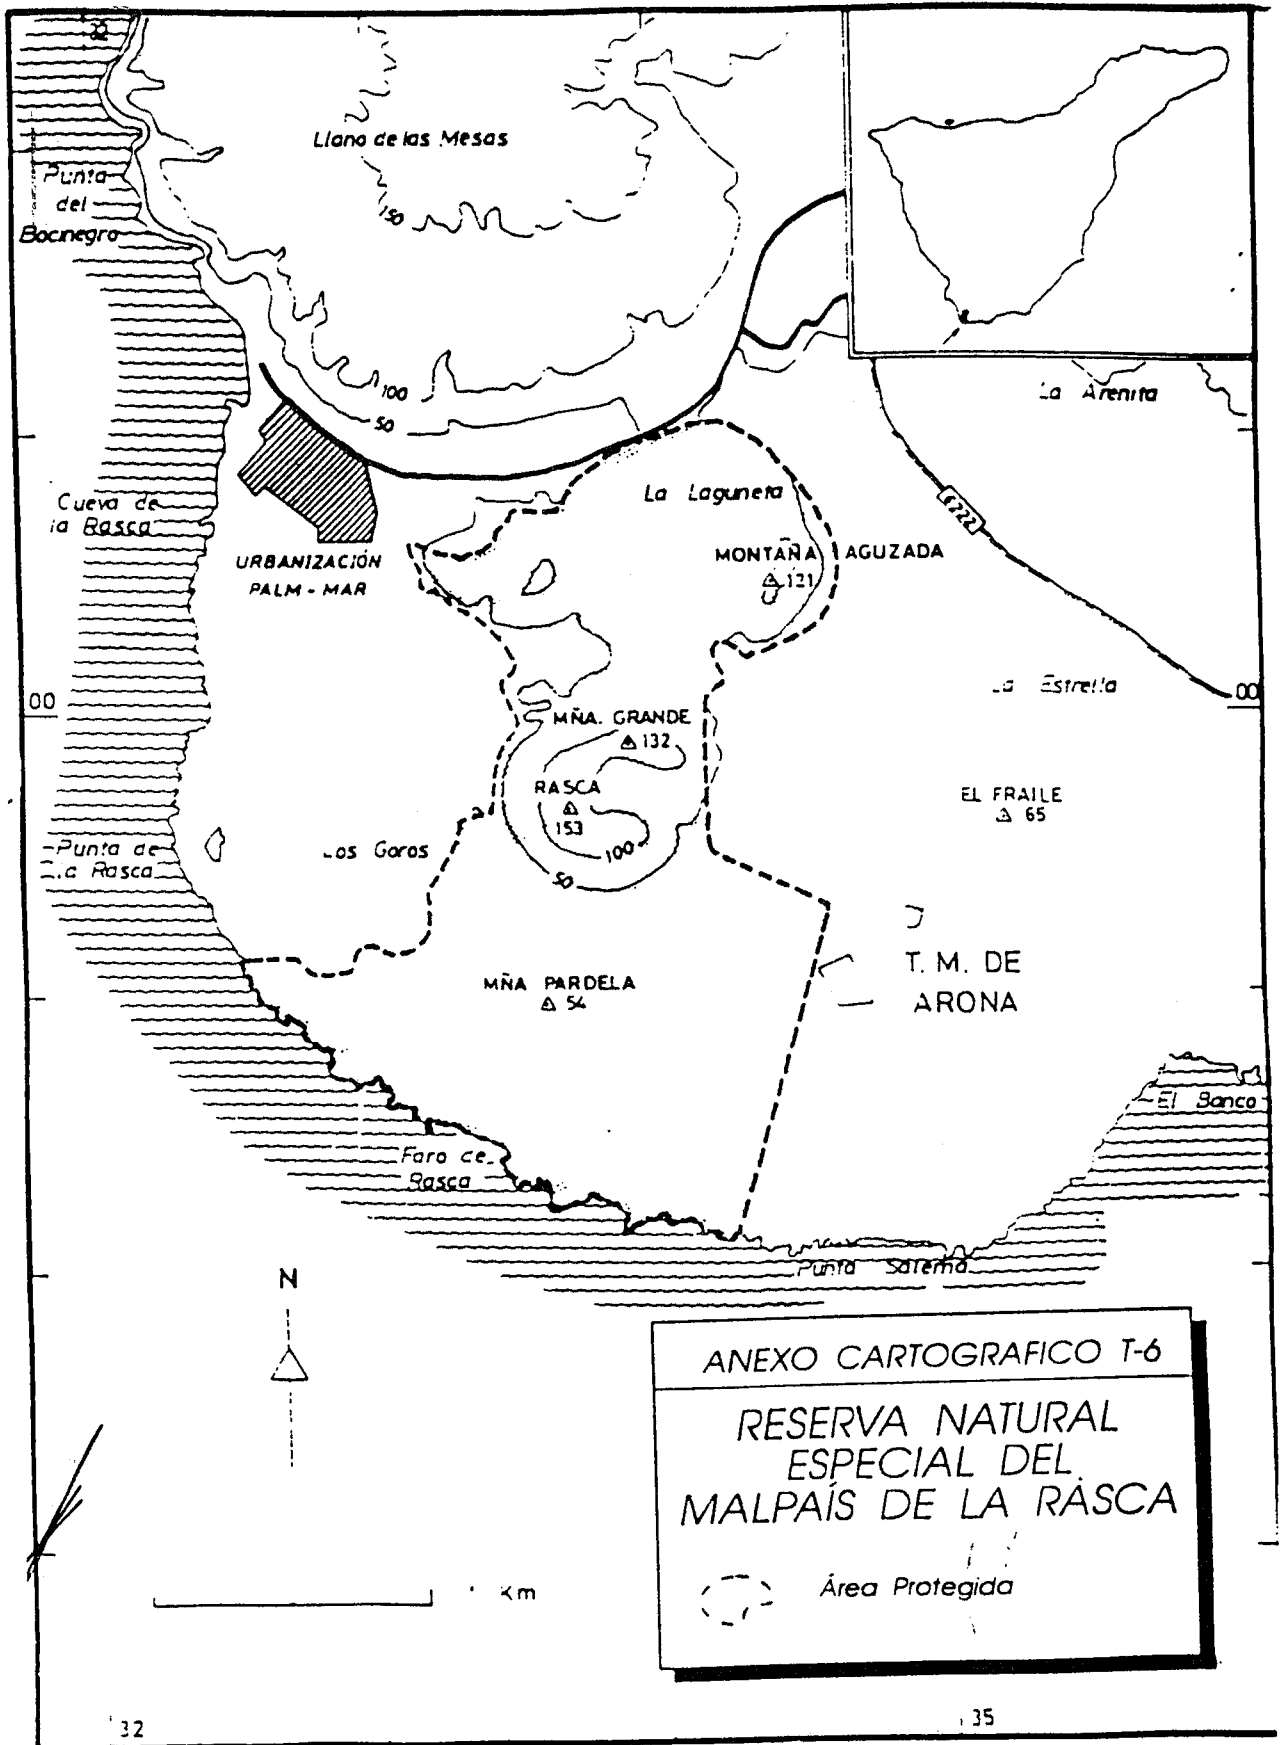 Llano de las Mesas
150
Punta
del
Bocinegro
100
50
La Arenita
La Laguneta
6222
Cueva de
la Rasca
URBANIZACIÓN
PALM-MAR
MONTAÑA AGUZADA
121
La Estrella
00
00
MÑA. GRANDE
132
RASCA
153
EL FRAILE
65
Punta de
La Rasca
Los Goros
100
50
T. M. DE
ARONA
MÑA PARDELA
54
El Banco
Faro de
Rasca
Punta Salema
N
ANEXO CARTOGRAFICO T-6
RESERVA NATURAL
ESPECIAL DEL
MALPAÍS DE LA RASCA
Área Protegida
Km
32
35